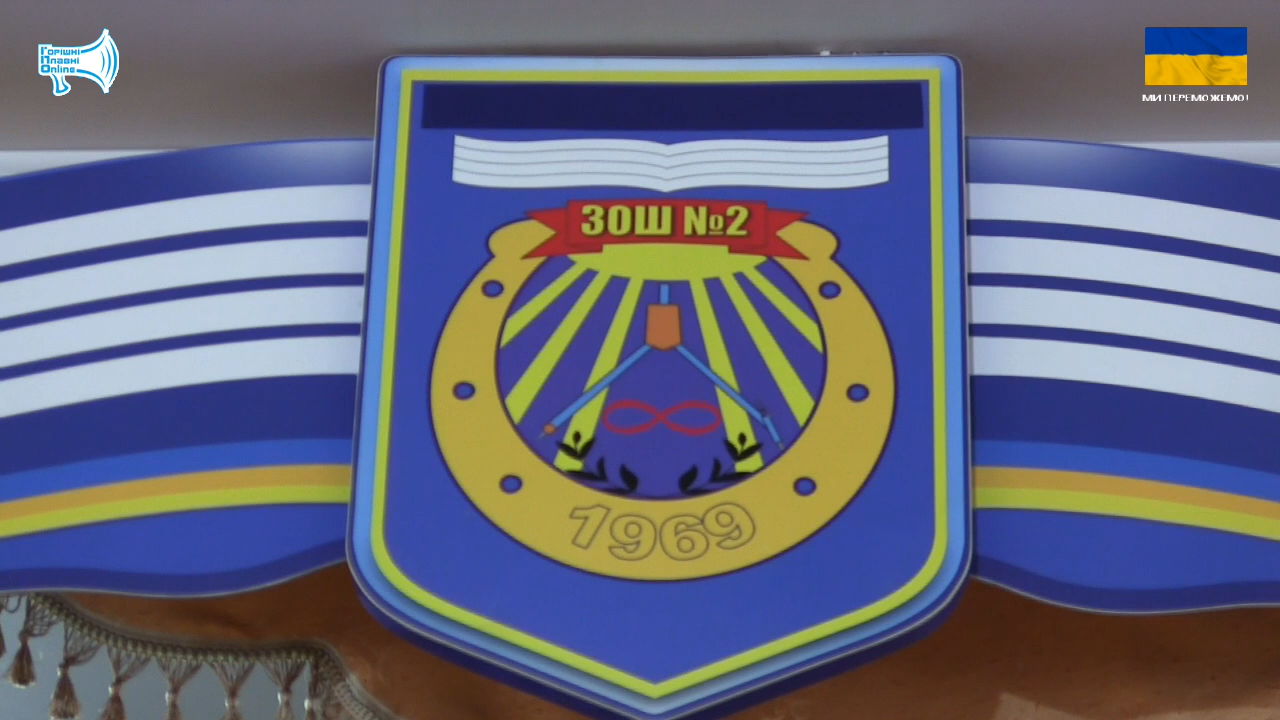 Горішні
Плавні
Online
МИ ПЕРЕМОЖЕМО!
ЗОШ №2
1969